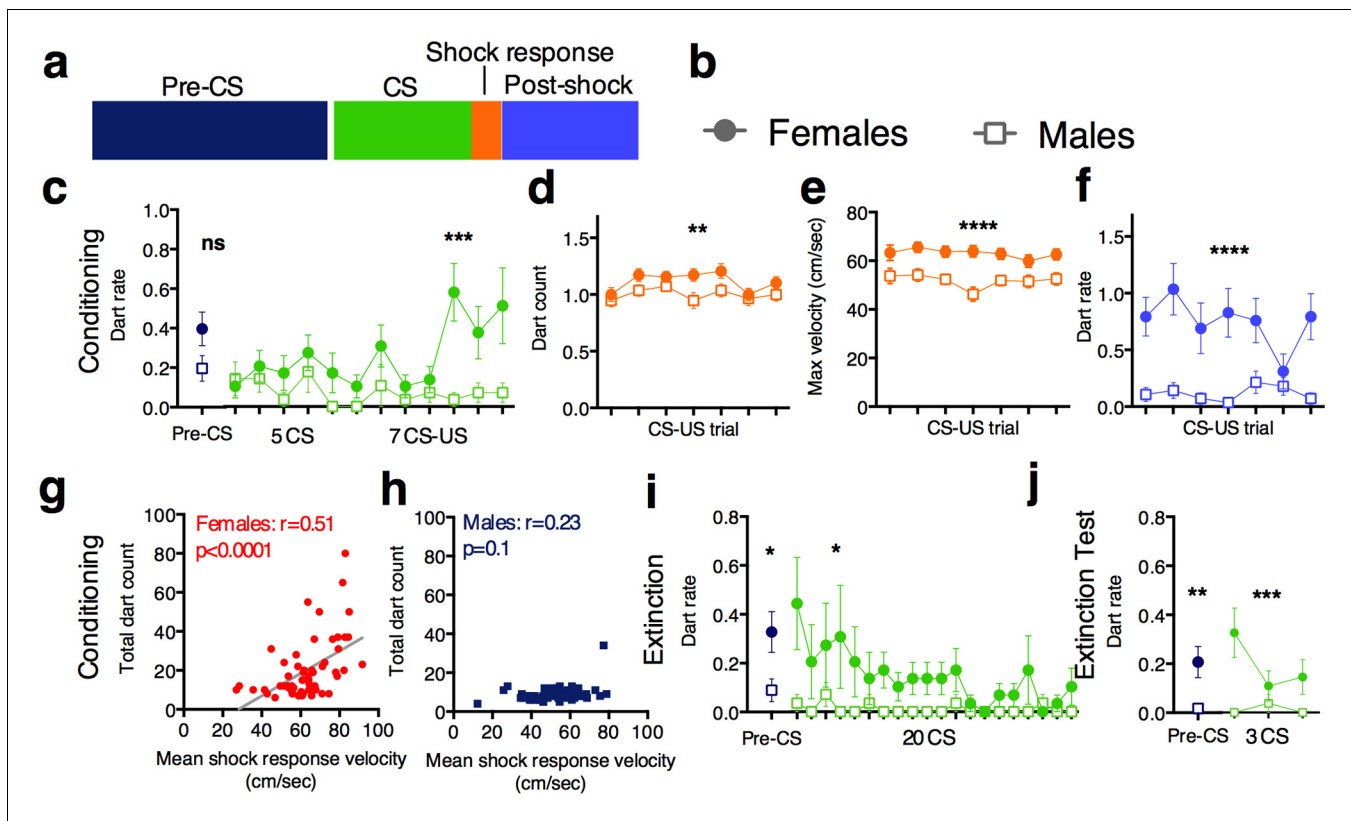 a
Shock response
Pre-CS
CS
Post-shock
b
Females
Males
c
Conditioning
Dart rate
1.0
0.8
0.6
0.4
0.2
0.0
ns
***
Pre-CS
5 CS
7 CS-US
d
Dart count
1.5
1.0
0.5
0.0
**
CS-US trial
e
Max velocity (cm/sec)
80
60
40
20
0
****
CS-US trial
f
Dart rate
1.5
1.0
0.5
0.0
****
CS-US trial
g
Conditioning
Total dart count
100
80
60
40
20
0
Females: r=0.51
p<0.0001
0 20 40 60 80 100
Mean shock response velocity
(cm/sec)
h
Total dart count
100
80
60
40
20
0
Males: r=0.23
p=0.1
0 20 40 60 80 100
Mean shock response velocity
(cm/sec)
i
Extinction
Dart rate
0.8
0.6
0.4
0.2
0.0
*
*
Pre-CS
20 CS
j
Extinction Test
Dart rate
0.8
0.6
0.4
0.2
0.0
**
***
Pre-CS
3 CS